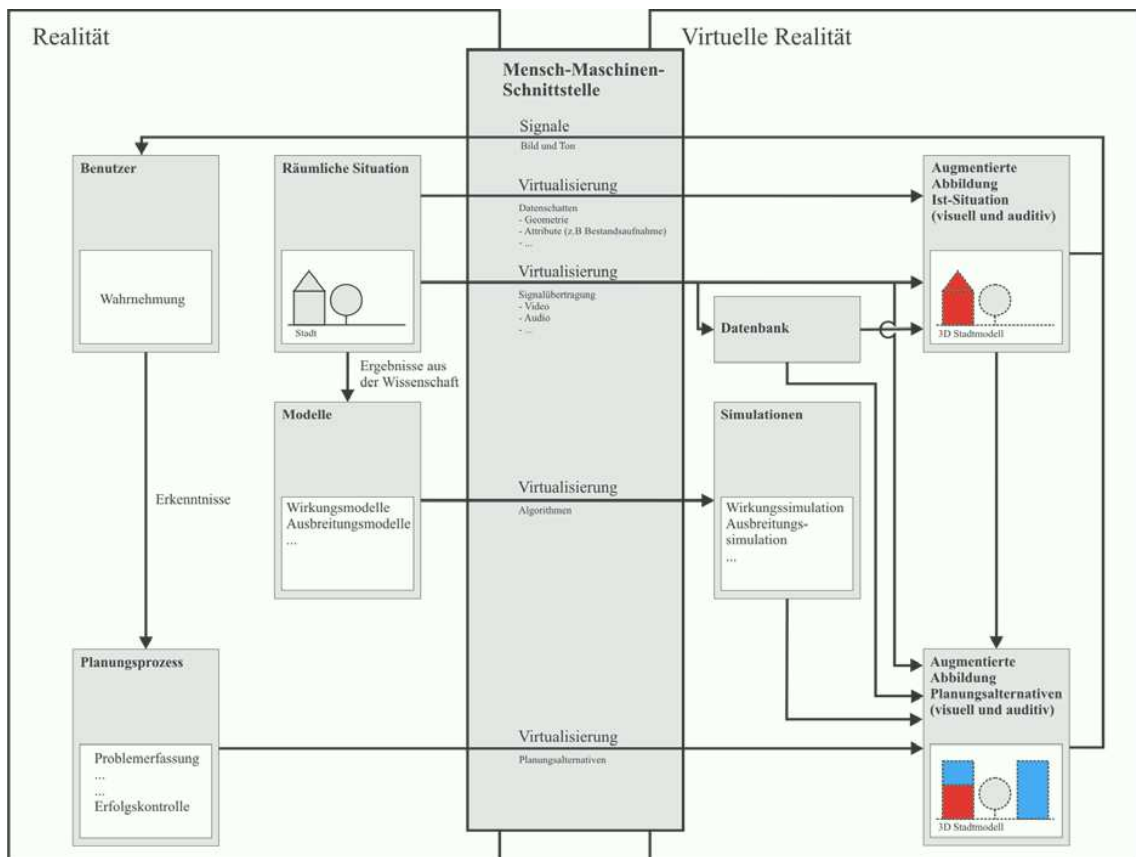 Realität
Virtuelle Realität
Mensch-Maschinen-
Schnittstelle
Signale
Bild und Ton
Benutzer
Wahrnehmung
Räumliche Situation
Stadt
Virtualisierung
Datenschatten
- Geometrie
- Attribute (z.B Bestandsaufnahme)
- ...
Virtualisierung
Signalübertragung
- Video
- Audio
- ...
Augmentierte
Abbildung
Ist-Situation
(visuell und auditiv)
3D Stadtmodell
Datenbank
Ergebnisse aus
der Wissenschaft
Modelle
Wirkungsmodelle
Ausbreitungsmodelle
...
Virtualisierung
Algorithmen
Simulationen
Wirkungssimulation
Ausbreitungs-
simulation
...
Erkenntnisse
Planungsprozess
Problemerfassung
...
...
Erfolgskontrolle
Virtualisierung
Planungsalternativen
Augmentierte
Abbildung
Planungsalternativen
(visuell und auditiv)
3D Stadtmodell